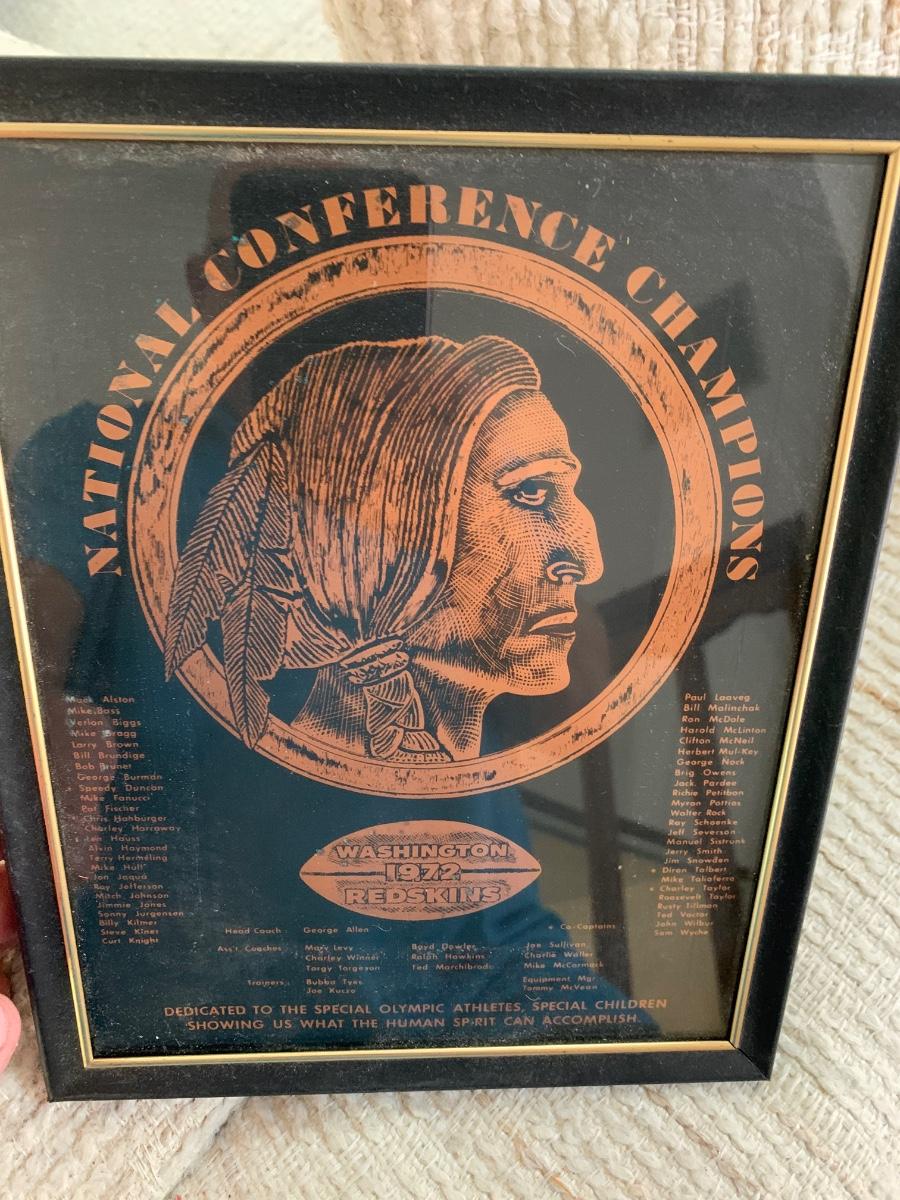 NATIONAL CONFERENCE CHAMPIONS
Mack Alston
Mike Bass
Verlon Biggs
Mike Bragg
Larry Brown
Bill Brundige
Bob Brunet
George Burman
Speedy Duncan
Mike Fanucci
Pat Fischer
* Chris Hanburger
Charley Harraway
* Len Hauss
Alvin Haymond
Terry Hermeling
Mike Hull
Jon Jaqua
Roy Jefferson
Mitch Johnson
Jimmie Jones
Sonny Jurgensen
Billy Kilmer
Steve Kiner
Curt Knight
Paul Laaveg
Bill Malinchak
Ron McDole
Harold McLinton
Clifton McNeil
Herbert Mul-Key
George Nock
Brig Owens
Jack Pardee
Richie Petitbon
Myron Pottios
Walter Rock
Ray Schoenke
Jeff Severson
Manuel Sistrunk
Jerry Smith
Jim Snowden
* Diron Talbert
Mike Taliaferro
* Charley Taylor
Roosevelt Taylor
Rusty Tillman
Ted Vactor
John Wilbur
Sam Wyche
WASHINGTON
1972
REDSKINS
Head Coach: George Allen * Co-Captains
Ass't Coaches: Marv Levy Boyd Dowler Joe Sullivan
Charley Winner Ralph Hawkins Charlie Waller
Torgy Torgeson Ted Marchibroda Mike McCormack
Trainers: Bubba Tyer Equipment Mgr.
Joe Kuczo Tommy McVean
DEDICATED TO THE SPECIAL OLYMPIC ATHLETES, SPECIAL CHILDREN
SHOWING US WHAT THE HUMAN SPIRIT CAN ACCOMPLISH.